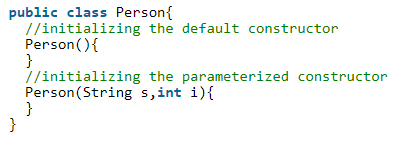 public class Person{
  //initializing the default constructor
  Person(){
  }
  //initializing the parameterized constructor
  Person(String s,int i){
  }
}